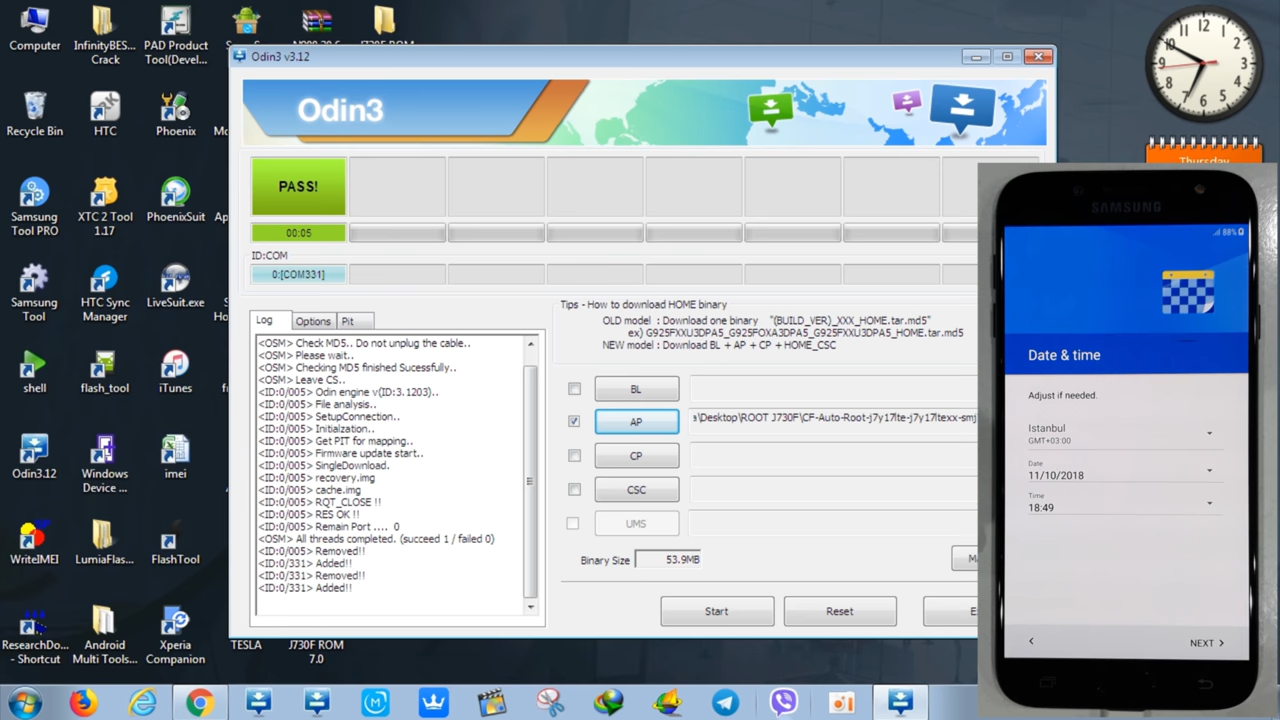 Computer
InfinityBES...
Crack
PAD Product
Tool(Devel...
J730F ROM
Recycle Bin
HTC
Phoenix
Samsung
Tool PRO
XTC 2 Tool
1.17
PhoenixSuit
Samsung
Tool
HTC Sync
Manager
LiveSuit.exe
shell
flash_tool
iTunes
Odin3.12
Windows
Device ...
imei
WriteIMEI
LumiaFlas...
FlashTool
ResearchDo...
- Shortcut
Android
Multi Tools...
Xperia
Companion
TESLA
J730F ROM
7.0
Odin3 v3.12
Odin3
PASS!
00:05
ID:COM
0:[COM331]
Log
Options
Pit
<OSM> Check MD5.. Do not unplug the cable..
<OSM> Please wait..
<OSM> Checking MD5 finished Sucessfully..
<OSM> Leave CS..
<ID:0/005> Odin engine v(ID:3.1203)..
<ID:0/005> File analysis..
<ID:0/005> SetupConnection..
<ID:0/005> Initialzation..
<ID:0/005> Get PIT for mapping..
<ID:0/005> Firmware update start..
<ID:0/005> SingleDownload.
<ID:0/005> recovery.img
<ID:0/005> cache.img
<ID:0/005> RQT_CLOSE !!
<ID:0/005> RES OK !!
<ID:0/005> Remain Port .... 0
<OSM> All threads completed. (succeed 1 / failed 0)
<ID:0/005> Removed!!
<ID:0/331> Added!!
<ID:0/331> Removed!!
<ID:0/331> Added!!
Tips - How to download HOME binary
OLD model : Download one binary "(BUILD_VER)_XXX_HOME.tar.md5"
ex) G925FXXU3DPA5_G925FOXA3DPA5_G925FXXU3DPA5_HOME.tar.md5
NEW model : Download BL + AP + CP + HOME_CSC
BL
AP
s\Desktop\ROOT J730F\CF-Auto-Root-j7y17lte-j7y17ltexx-smj
CP
CSC
UMS
Binary Size
53.9MB
Start
Reset
12
1
2
3
4
5
6
7
8
9
10
11
Thursday
SAMSUNG
88%
Date & time
Adjust if needed.
Istanbul
GMT+03:00
Date
11/10/2018
Time
18:49
NEXT